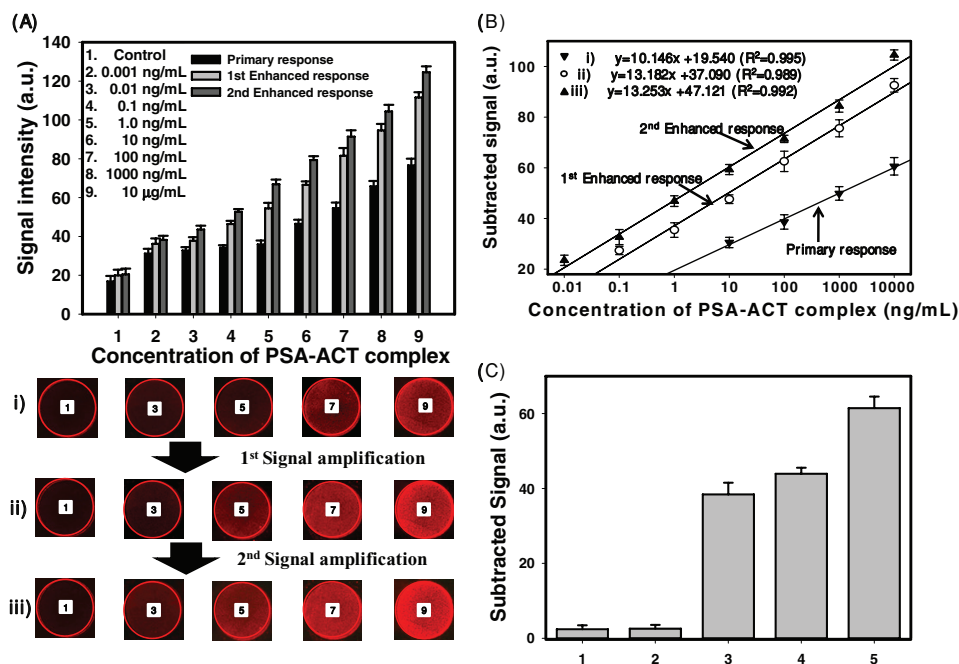 (A)
Signal intensity (a.u.)
140
120
100
80
60
40
20
0
1. Control
2. 0.001 ng/mL
3. 0.01 ng/mL
4. 0.1 ng/mL
5. 1.0 ng/mL
6. 10 ng/mL
7. 100 ng/mL
8. 1000 ng/mL
9. 10 µg/mL
Primary response
1st Enhanced response
2nd Enhanced response
1 2 3 4 5 6 7 8 9
Concentration of PSA-ACT complex
i)
1 3 5 7 9
1st Signal amplification
ii)
1 3 5 7 9
2nd Signal amplification
iii)
1 3 5 7 9
(B)
Subtracted signal (a.u.)
100
80
60
40
20
i) y=10.146x +19.540 (R²=0.995)
ii) y=13.182x +37.090 (R²=0.989)
iii) y=13.253x +47.121 (R²=0.992)
2nd Enhanced response
1st Enhanced response
Primary response
0.01 0.1 1 10 100 1000 10000
Concentration of PSA-ACT complex (ng/mL)
(C)
Subtracted Signal (a.u.)
60
40
20
0
1 2 3 4 5